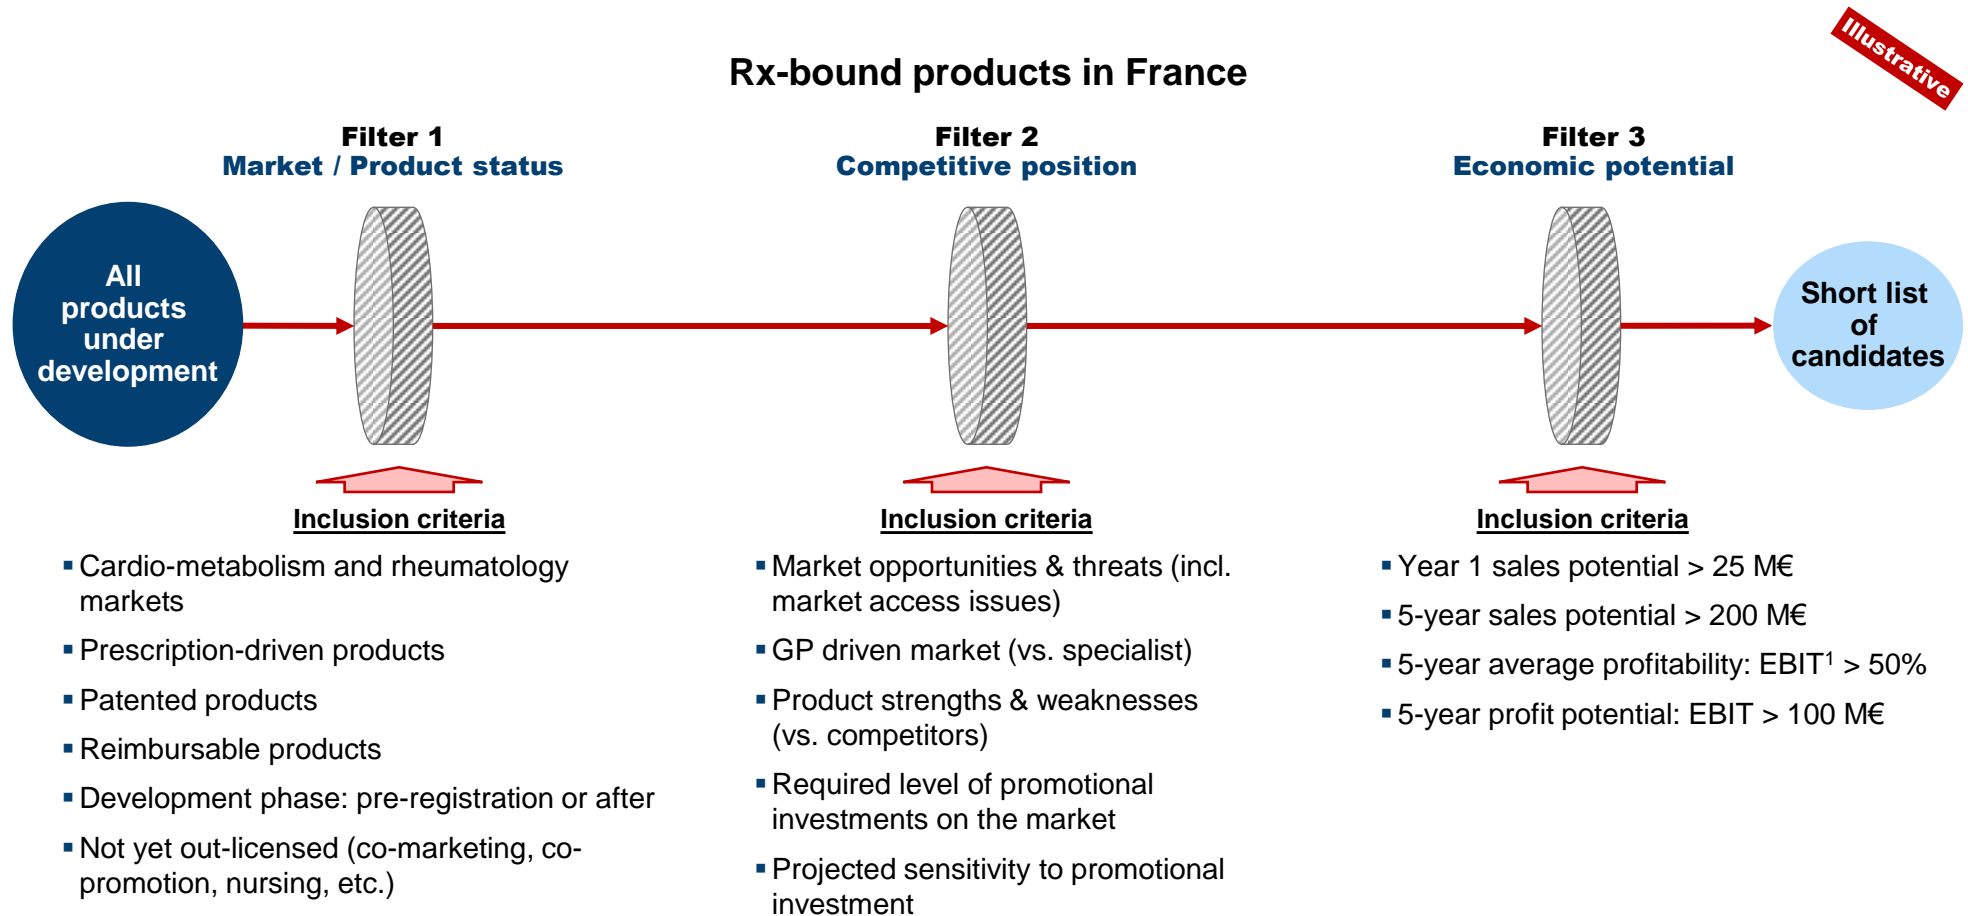 Illustrative
Rx-bound products in France
Filter 1
Market / Product status
Filter 2
Competitive position
Filter 3
Economic potential
All
products
under
development
Short list
of
candidates
Inclusion criteria
▪ Cardio-metabolism and rheumatology
markets
▪ Prescription-driven products
▪ Patented products
▪ Reimbursable products
▪ Development phase: pre-registration or after
▪ Not yet out-licensed (co-marketing, co-
promotion, nursing, etc.)
Inclusion criteria
▪ Market opportunities & threats (incl.
market access issues)
▪ GP driven market (vs. specialist)
▪ Product strengths & weaknesses
(vs. competitors)
▪ Required level of promotional
investments on the market
▪ Projected sensitivity to promotional
investment
Inclusion criteria
▪ Year 1 sales potential > 25 M€
▪ 5-year sales potential > 200 M€
▪ 5-year average profitability: EBIT¹ > 50%
▪ 5-year profit potential: EBIT > 100 M€